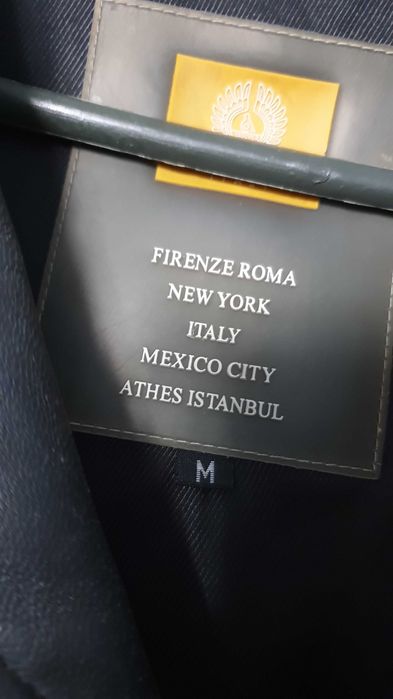 FIRENZE ROMA
NEW YORK
ITALY
MEXICO CITY
ATHES ISTANBUL
M